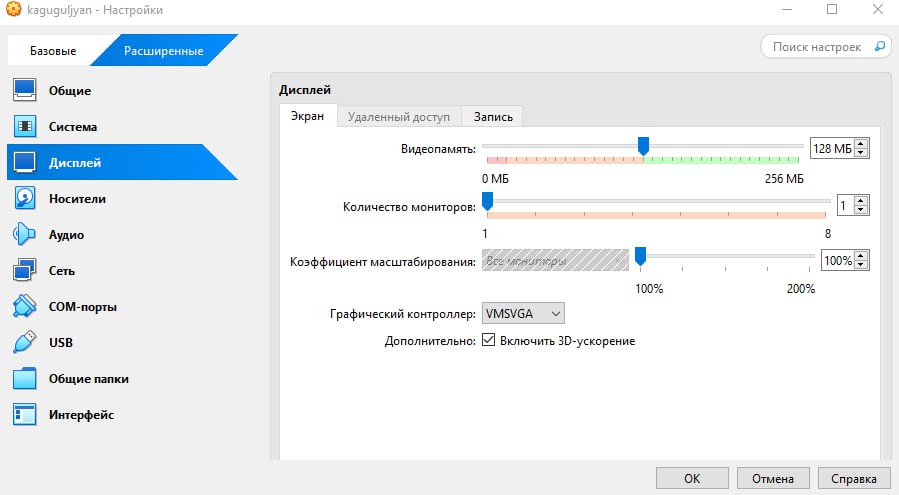 kaguguljyan - Настройки
Базовые
Расширенные
Поиск настроек
Общие
Система
Дисплей
Носители
Аудио
Сеть
COM-порты
USB
Общие папки
Интерфейс
Дисплей
Экран
Удаленный доступ
Запись
Видеопамять:
128 МБ
0 МБ
256 МБ
Количество мониторов:
1
1
8
Коэффициент масштабирования:
Все мониторы
100%
100%
200%
Графический контроллер:
VMSVGA
Дополнительно:
Включить 3D-ускорение
OK
Отмена
Справка